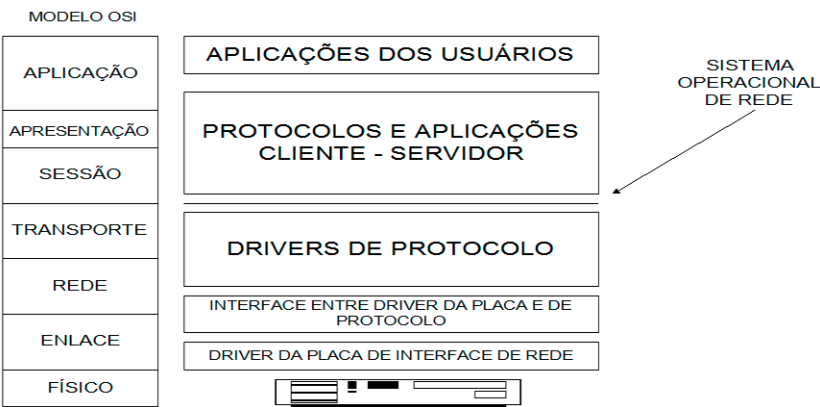 MODELO OSI
APLICAÇÃO
APRESENTAÇÃO
SESSÃO
TRANSPORTE
REDE
ENLACE
FÍSICO
APLICAÇÕES DOS USUÁRIOS
PROTOCOLOS E APLICAÇÕES
CLIENTE - SERVIDOR
DRIVERS DE PROTOCOLO
INTERFACE ENTRE DRIVER DA PLACA E DE
PROTOCOLO
DRIVER DA PLACA DE INTERFACE DE REDE
SISTEMA
OPERACIONAL
DE REDE